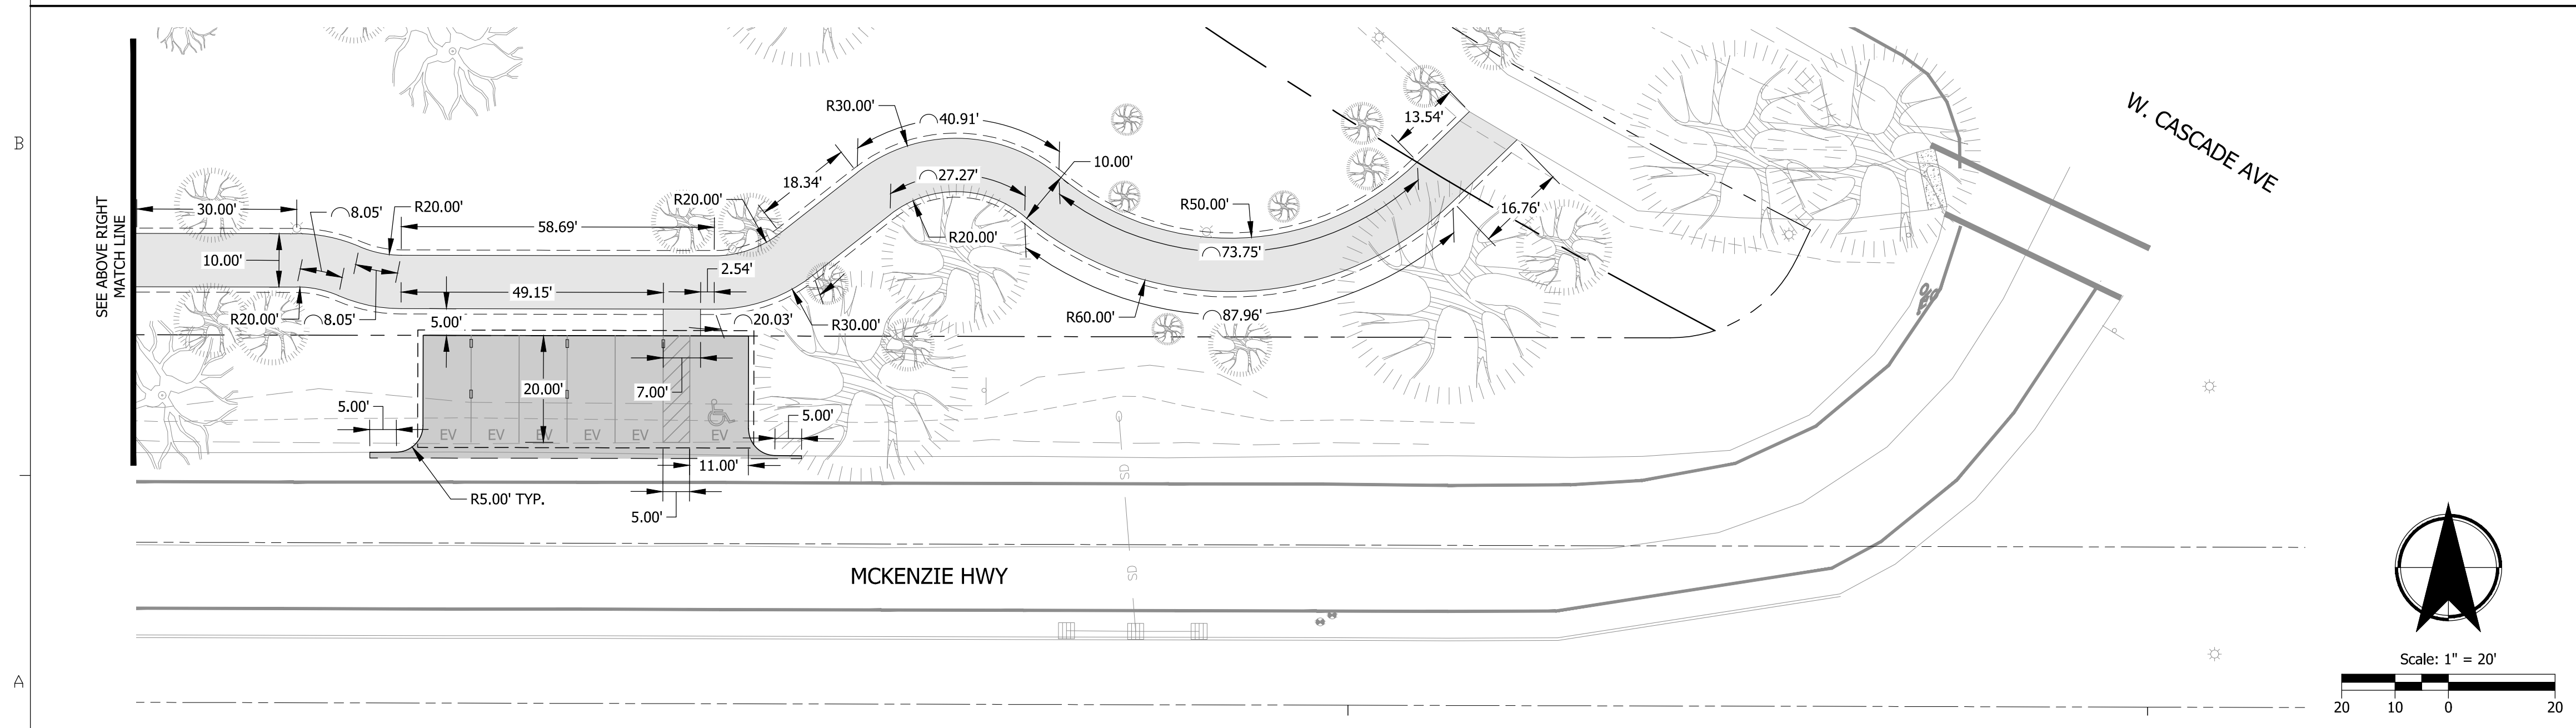 B
W. CASCADE AVE
13.54'
R30.00'
40.91'
10.00'
18.34'
27.27'
SEE ABOVE RIGHT
MATCH LINE
30.00'
8.05'
R20.00'
R20.00'
R50.00'
16.76'
58.69'
R20.00'
10.00'
73.75'
2.54'
49.15'
R20.00'
8.05'
5.00'
20.03'
R30.00'
R60.00'
87.96'
20.00'
7.00'
5.00'
5.00'
EV
EV
EV
EV
EV
EV
11.00'
SD
R5.00' TYP.
5.00'
SD
MCKENZIE HWY
A
Scale: 1" = 20'
20 10 0 20